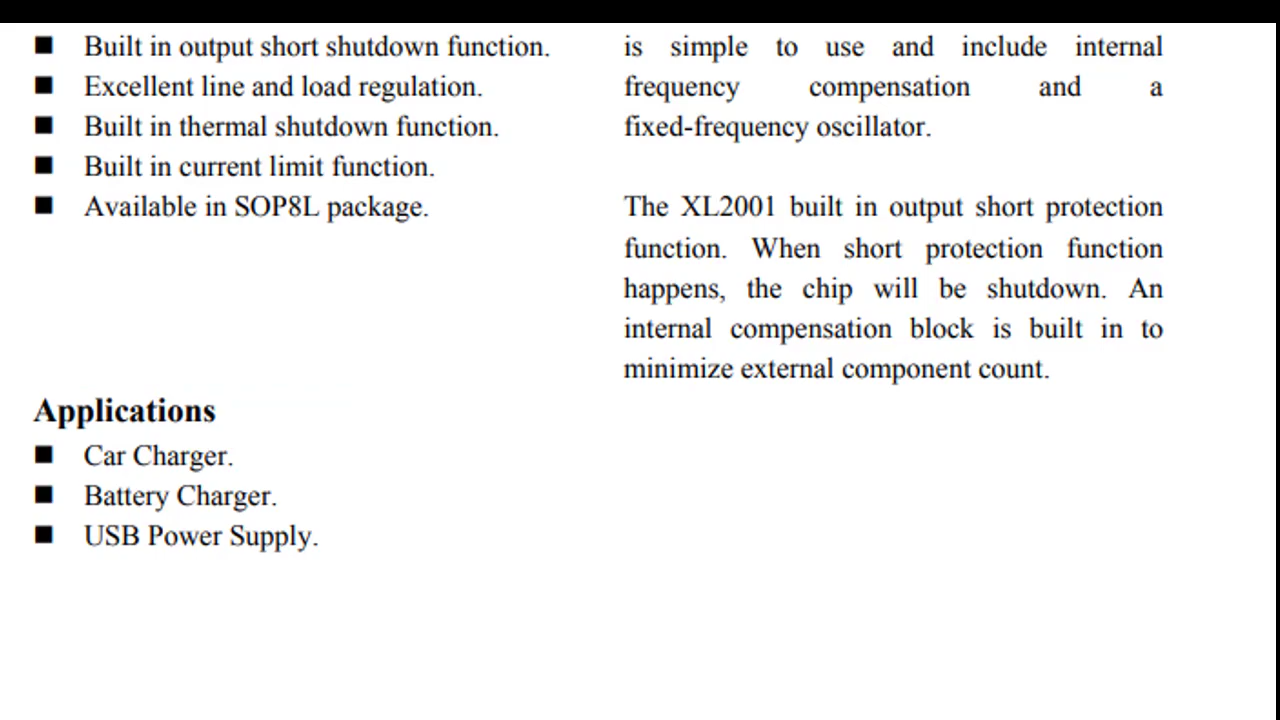 ■ Built in output short shutdown function.
■ Excellent line and load regulation.
■ Built in thermal shutdown function.
■ Built in current limit function.
■ Available in SOP8L package.
Applications
■ Car Charger.
■ Battery Charger.
■ USB Power Supply.
is simple to use and include internal
frequency compensation and a
fixed-frequency oscillator.
The XL2001 built in output short protection
function. When short protection function
happens, the chip will be shutdown. An
internal compensation block is built in to
minimize external component count.